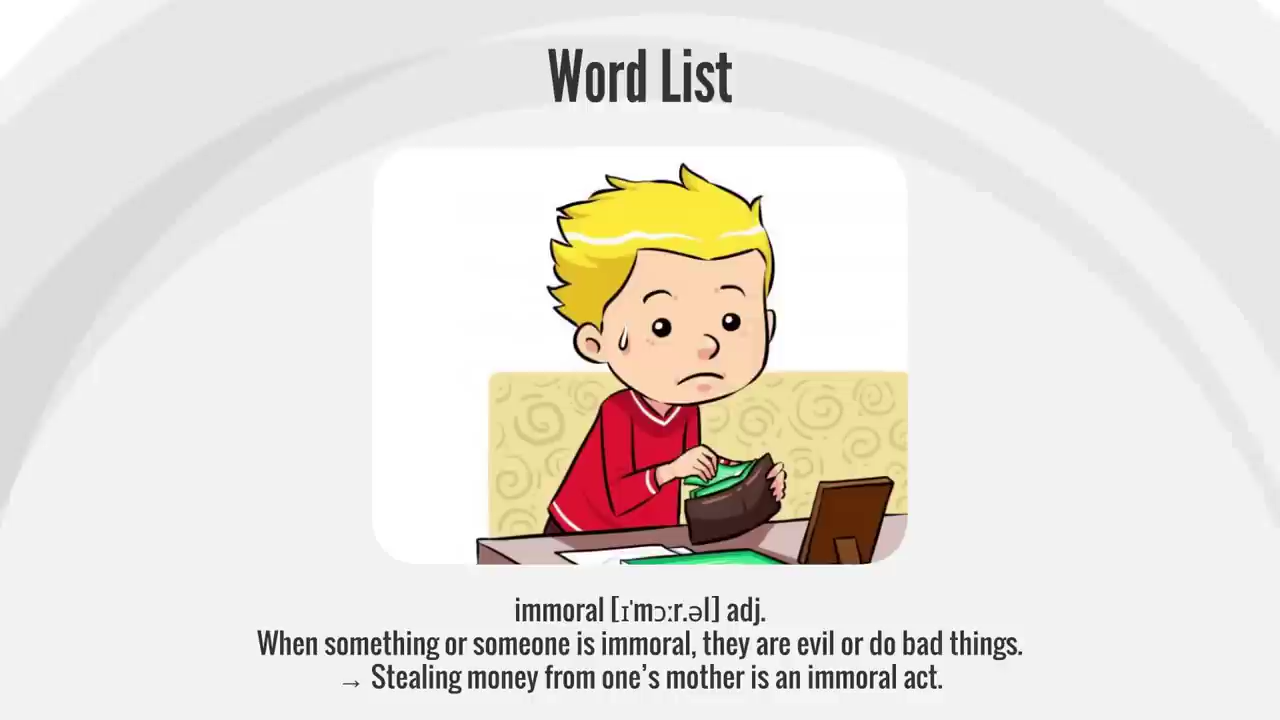 Word List
immoral [ɪˈmɔːr.əl] adj.
When something or someone is immoral, they are evil or do bad things.
→ Stealing money from one’s mother is an immoral act.